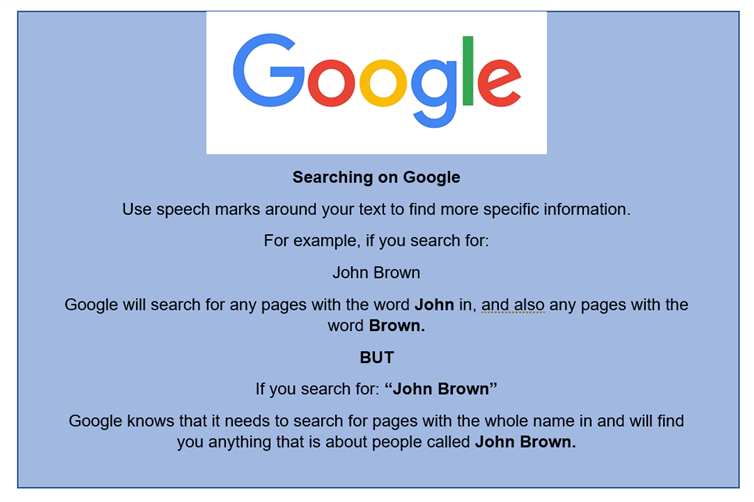 Google
Searching on Google
Use speech marks around your text to find more specific information.
For example, if you search for:
John Brown
Google will search for any pages with the word John in, and also any pages with the
word Brown.
BUT
If you search for: “John Brown”
Google knows that it needs to search for pages with the whole name in and will find
you anything that is about people called John Brown.